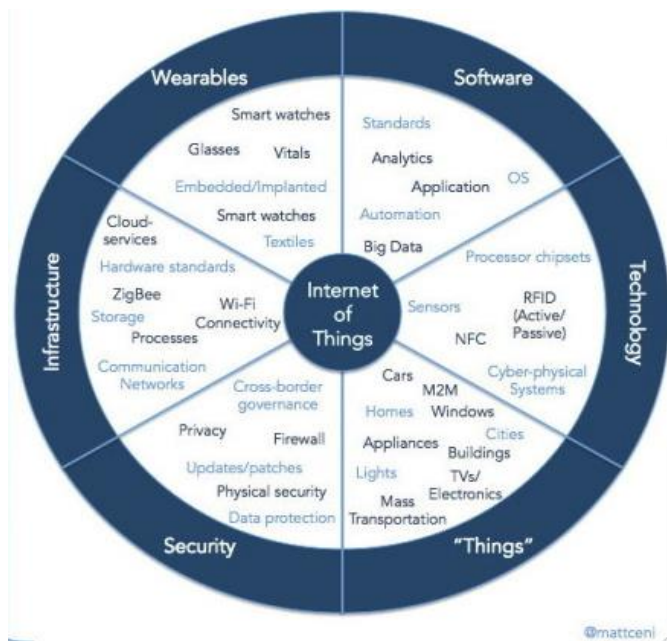 Wearables
Smart watches
Glasses
Vitals
Embedded/Implanted
Smart watches
Textiles
Software
Standards
Analytics
Application
OS
Automation
Big Data
Technology
Processor chipsets
Sensors
RFID
(Active/
Passive)
NFC
Cyber-physical
Systems
"Things"
Cars
M2M
Homes
Windows
Cities
Appliances
Buildings
Lights
TVs/
Electronics
Mass
Transportation
Security
Cross-border
governance
Privacy
Firewall
Updates/patches
Physical security
Data protection
Infrastructure
Cloud-
services
Hardware standards
ZigBee
Wi-Fi
Connectivity
Storage
Processes
Communication
Networks
Internet
of
Things
@mattcenj